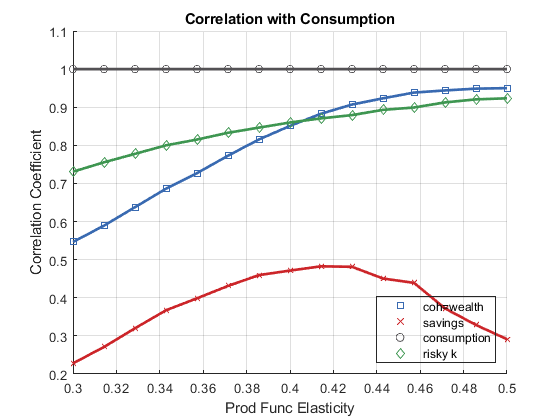 Correlation with Consumption
1.1
1
0.9
0.8
0.7
0.6
0.5
0.4
0.3
0.2
Correlation Coefficient
coh=wealth
savings
consumption
risky k
0.3 0.32 0.34 0.36 0.38 0.4 0.42 0.44 0.46 0.48 0.5
Prod Func Elasticity